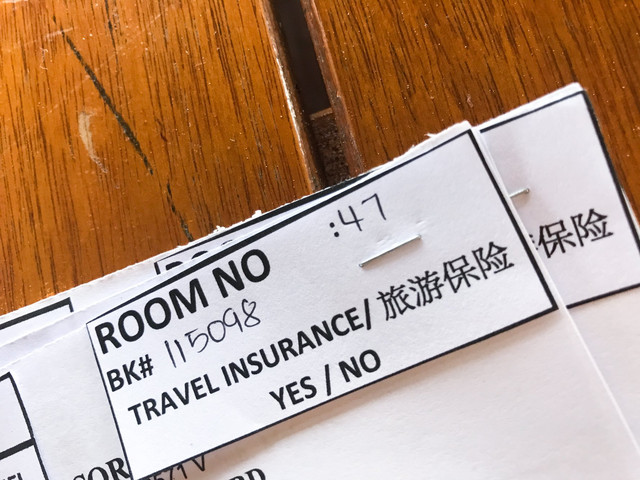 ROOM NO :47
BK# 115098
TRAVEL INSURANCE/ 旅游保险
YES / NO
保险